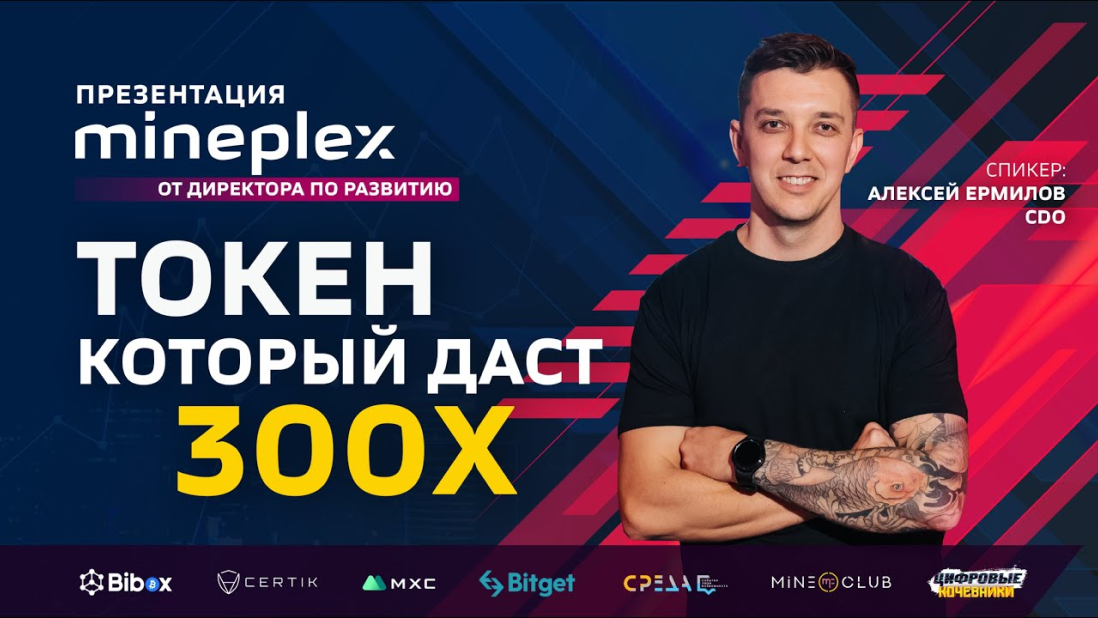 ПРЕЗЕНТАЦИЯ
mineplex
ОТ ДИРЕКТОРА ПО РАЗВИТИЮ
ТОКЕН
КОТОРЫЙ ДАСТ
300X
СПИКЕР:
АЛЕКСЕЙ ЕРМИЛОВ
CDO
Bibox
CERTIK
MXC
Bitget
СРЕДА
MINE MC CLUB
ЦИФРОВЫЕ
КОЧЕВНИКИ